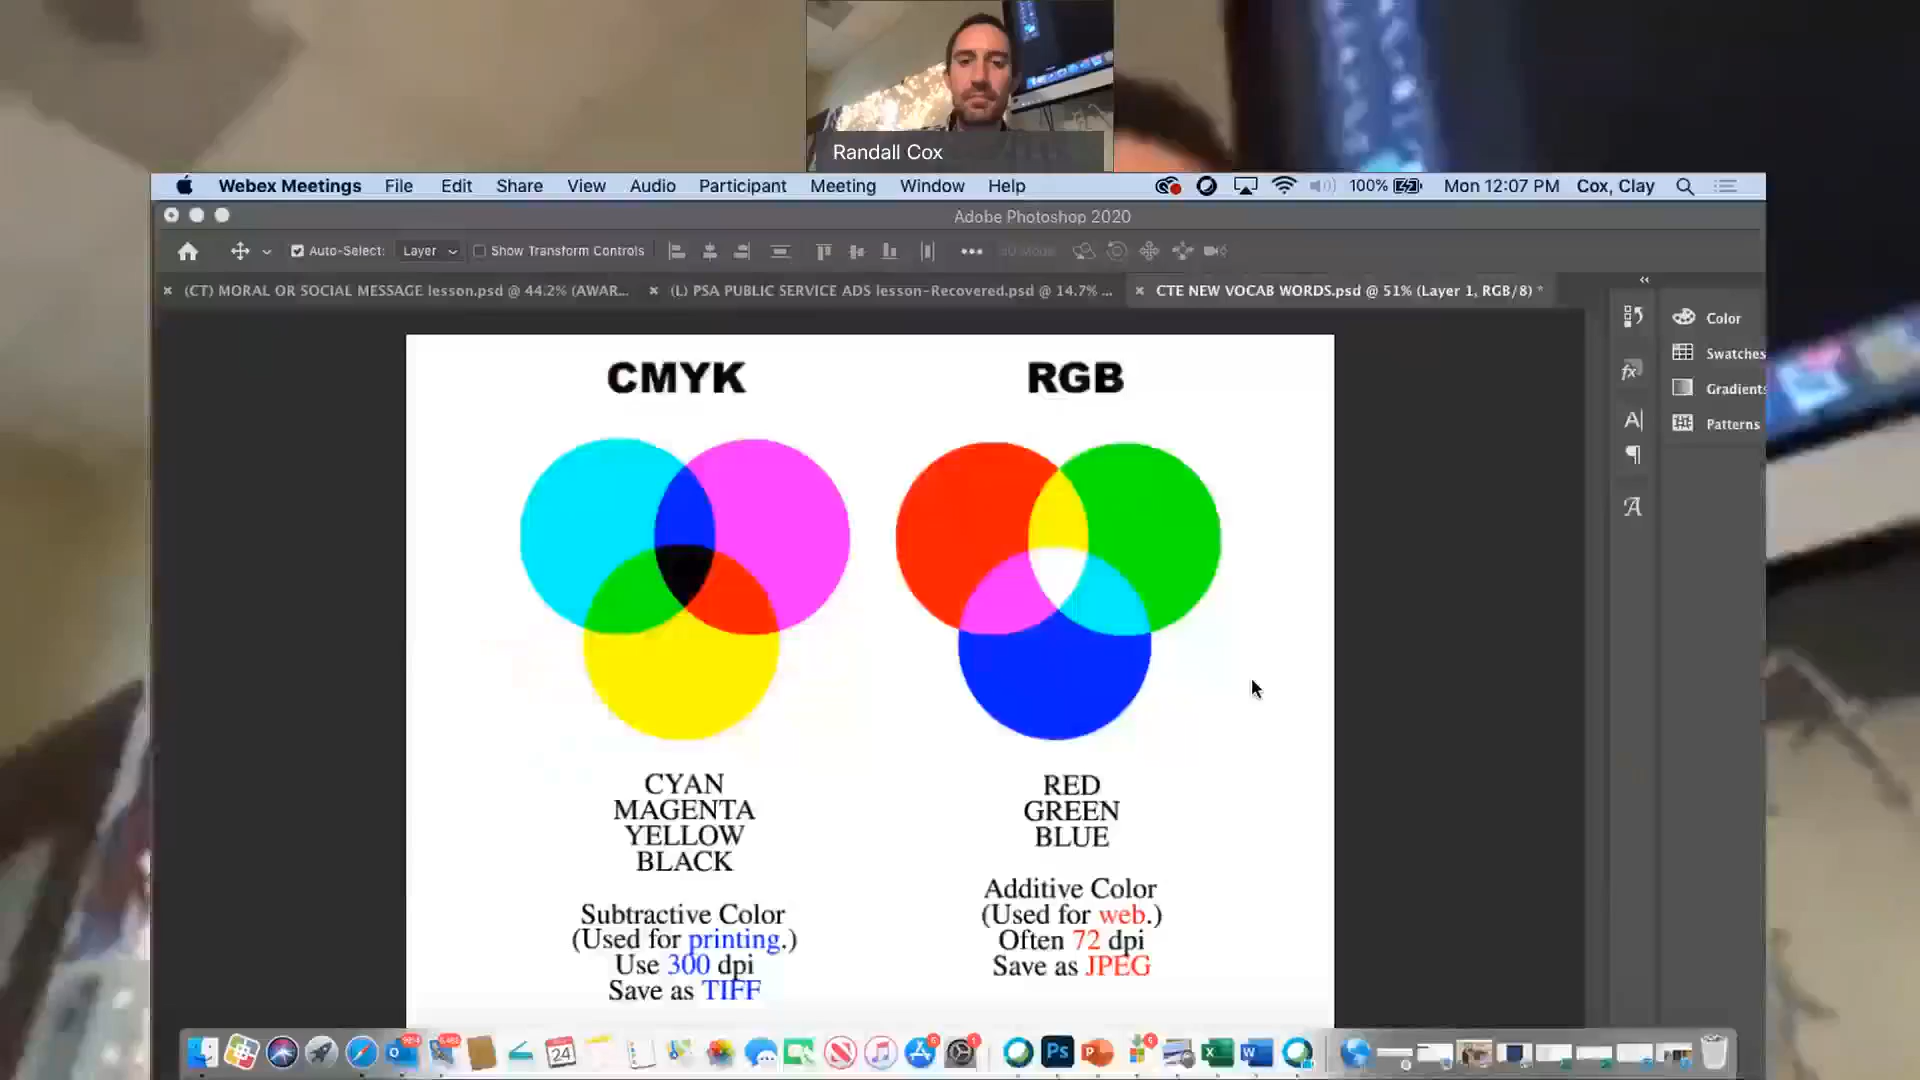 Randall Cox
Webex Meetings File Edit Share View Audio Participant Meeting Window Help 100% Mon 12:07 PM Cox, Clay
Adobe Photoshop 2020
Auto-Select: Layer Show Transform Controls 3D Mode
(CT) MORAL OR SOCIAL MESSAGE lesson.psd @ 44.2% (AWAR... (L) PSA PUBLIC SERVICE ADS lesson-Recovered.psd @ 14.7% ... CTE NEW VOCAB WORDS.psd @ 51% (Layer 1, RGB/8) *
Color
Swatches
Gradients
Patterns
CMYK RGB
CYAN
MAGENTA
YELLOW
BLACK
Subtractive Color
(Used for printing.)
Use 300 dpi
Save as TIFF
RED
GREEN
BLUE
Additive Color
(Used for web.)
Often 72 dpi
Save as JPEG
24
Ps